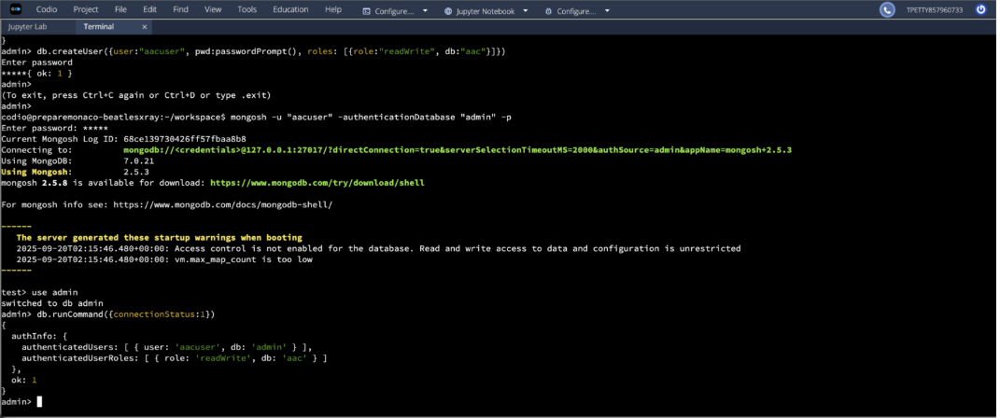 Codio Project File Edit Find View Tools Education Help Configure.... Jupyter Notebook Configure.... TPETTY857960733
Jupyter Lab Terminal ×
}
admin> db.createUser({user:"aacuser", pwd:passwordPrompt(), roles: [{role:"readWrite", db:"aac"}]})
Enter password
*****{ ok: 1 }
admin>
(To exit, press Ctrl+C again or Ctrl+D or type .exit)
admin>
codio@preparemonaco-beatlesxray:~/workspace$ mongosh -u "aacuser" -authenticationDatabase "admin" -p
Enter password: *****
Current Mongosh Log ID: 68ce139730426ff57fbaa8b8
Connecting to: mongodb://<credentials>@127.0.0.1:27017/?directConnection=true&serverSelectionTimeoutMS=2000&authSource=admin&appName=mongosh+2.5.3
Using MongoDB: 7.0.21
Using Mongosh: 2.5.3
mongosh 2.5.8 is available for download: https://www.mongodb.com/try/download/shell
For mongosh info see: https://www.mongodb.com/docs/mongodb-shell/
------
The server generated these startup warnings when booting
2025-09-20T02:15:46.480+00:00: Access control is not enabled for the database. Read and write access to data and configuration is unrestricted
2025-09-20T02:15:46.480+00:00: vm.max_map_count is too low
------
test> use admin
switched to db admin
admin> db.runCommand({connectionStatus:1})
{
authInfo: {
authenticatedUsers: [ { user: 'aacuser', db: 'admin' } ],
authenticatedUserRoles: [ { role: 'readWrite', db: 'aac' } ]
},
ok: 1
}
admin>